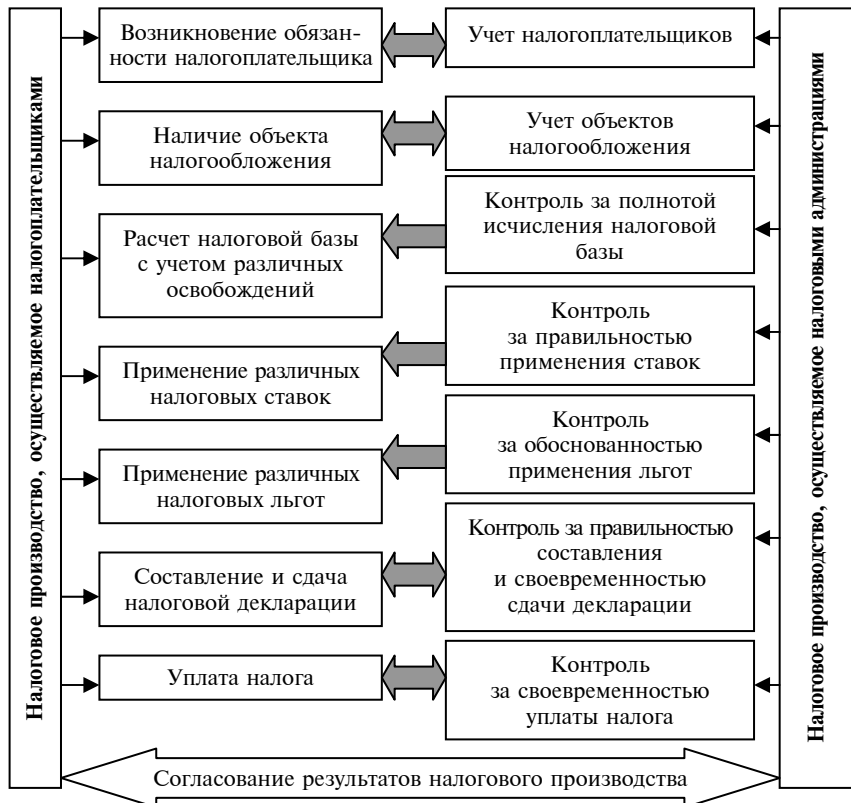 Налоговое производство, осуществляемое налогоплательщиками
Возникновение обязан-
ности налогоплательщика
Учет налогоплательщиков
Наличие объекта
налогообложения
Учет объектов
налогообложения
Расчет налоговой базы
с учетом различных
освобождений
Контроль за полнотой
исчисления налоговой
базы
Применение различных
налоговых ставок
Контроль
за правильностью
применения ставок
Применение различных
налоговых льгот
Контроль
за обоснованностью
применения льгот
Составление и сдача
налоговой декларации
Контроль за правильностью
составления
и своевременностью
сдачи декларации
Уплата налога
Контроль
за своевременностью
уплаты налога
Налоговое производство, осуществляемое налоговыми администрациями
Согласование результатов налогового производства